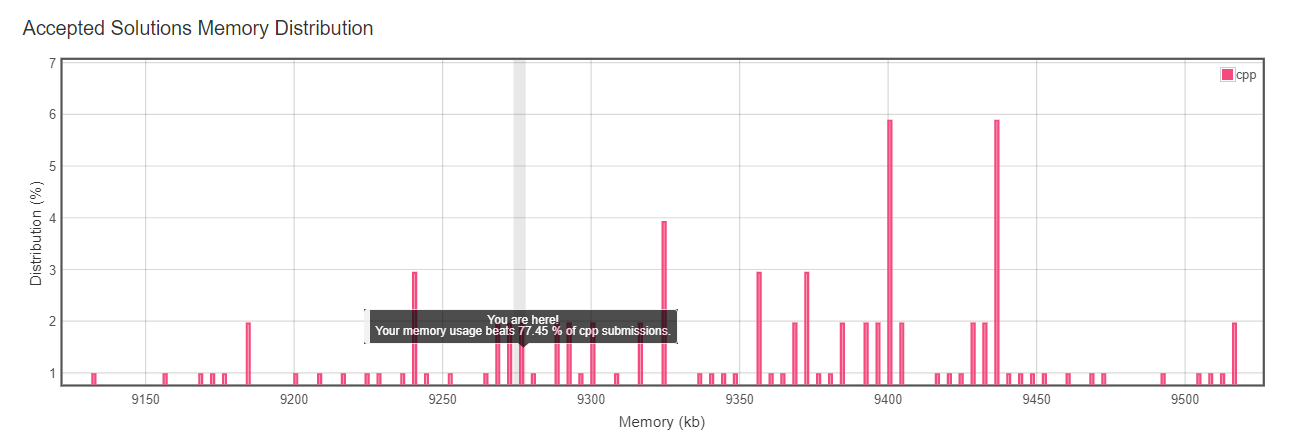 Accepted Solutions Memory Distribution
7
cpp
6
5
4
Distribution (%)
3
You are here!
2
Your memory usage beats 77.45 % of cpp submissions.
1
9150 9200 9250 9300 9350 9400 9450 9500
Memory (kb)